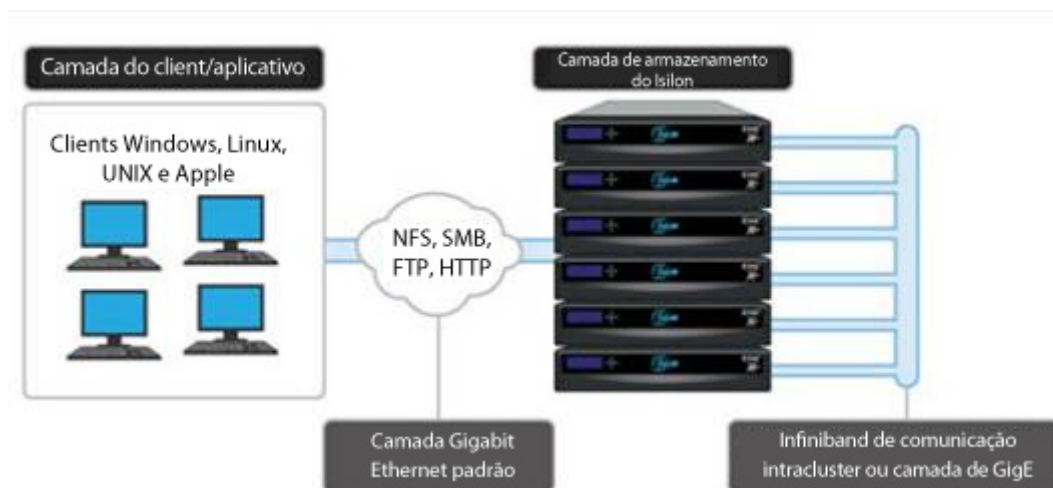 Camada do client/aplicativo
Camada de armazenamento
do Isilon
Clients Windows, Linux,
UNIX e Apple
NFS, SMB,
FTP, HTTP
Camada Gigabit
Ethernet padrão
Infiniband de comunicação
intracluster ou camada de GigE